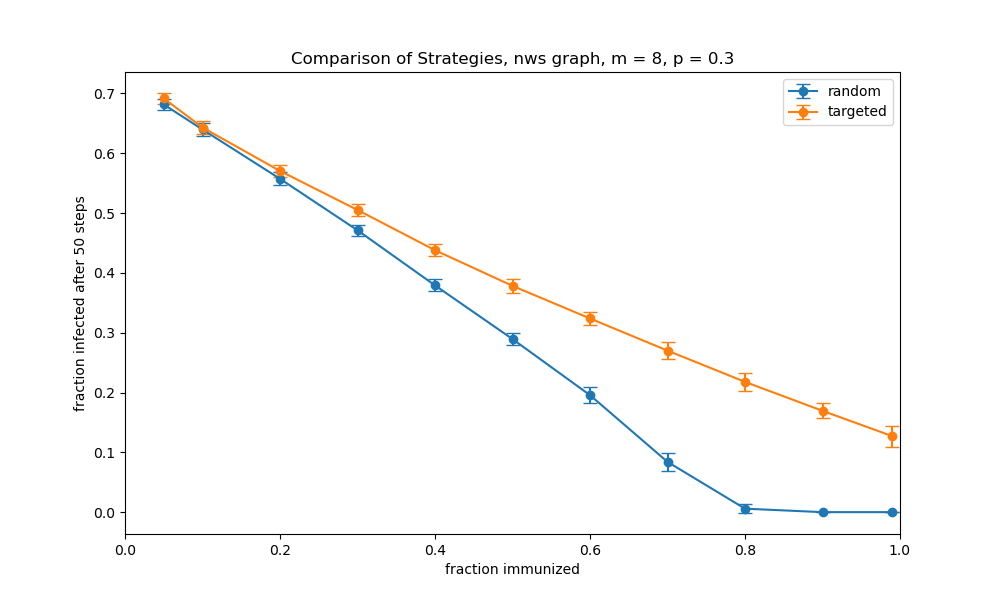 Comparison of Strategies, nws graph, m = 8, p = 0.3
random
targeted
fraction infected after 50 steps
0.7
0.6
0.5
0.4
0.3
0.2
0.1
0.0
0.0
0.2
0.4
0.6
0.8
1.0
fraction immunized